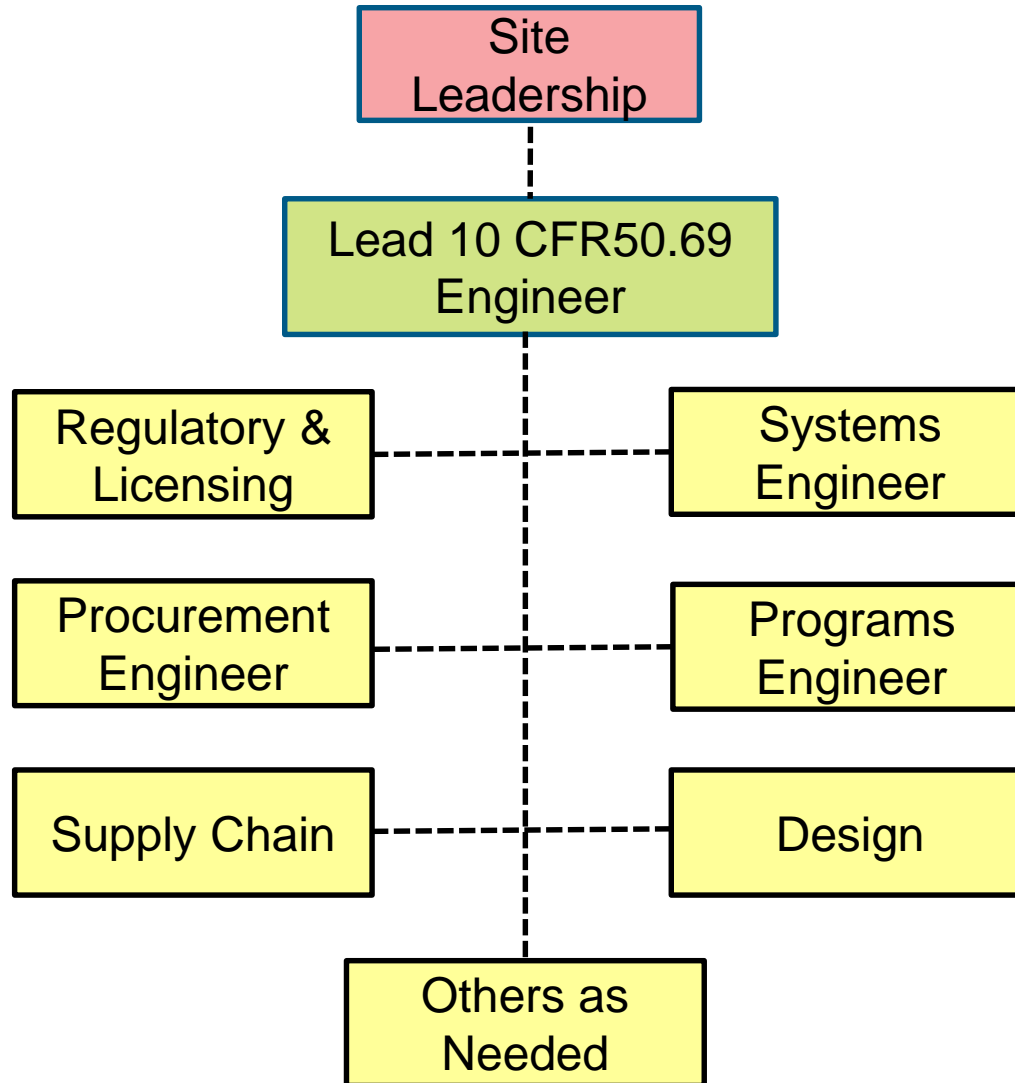 Site
Leadership
Lead 10 CFR50.69
Engineer
Regulatory &
Licensing
Systems
Engineer
Procurement
Engineer
Programs
Engineer
Supply Chain
Design
Others as
Needed